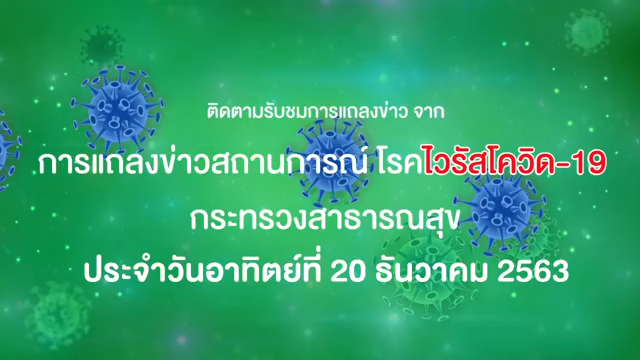 ติดตามรับชมการแถลงข่าว จาก
การแถลงข่าวสถานการณ์ โรคไวรัสโควิด-19
กระทรวงสาธารณสุข
ประจำวันอาทิตย์ที่ 20 ธันวาคม 2563